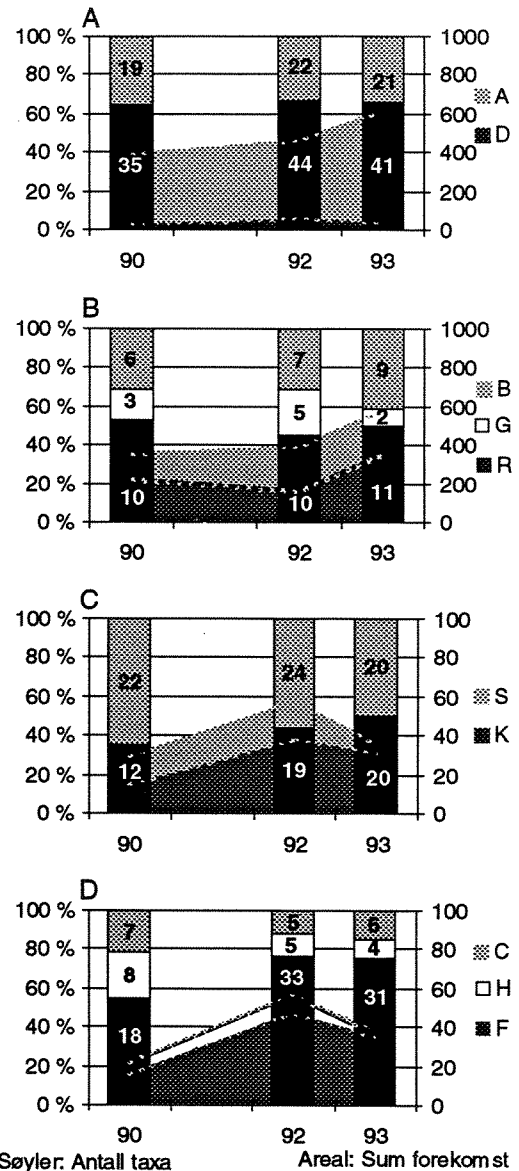 A
100 % 19 22 21 1000
80 % 800
A
60 % 600
D
40 % 35 44 41 400
20 % 200
0 % 0
90 92 93
B
100 % 1000
80 % 6 7 9 800
B
60 % 3 5 2 600
G
40 % 400
R
20 % 10 10 11 200
0 % 0
90 92 93
C
100 % 100
80 % 22 24 20 80
60 % 60
S
40 % 40
K
20 % 12 19 20 20
0 % 0
90 92 93
D
100 % 7 5 6 100
80 % 8 5 4 80
C
60 % 33 31 60
H
40 % 18 40
F
20 % 20
0 % 0
90 92 93
Søyler: Antall taxa Areal: Sum forekomst